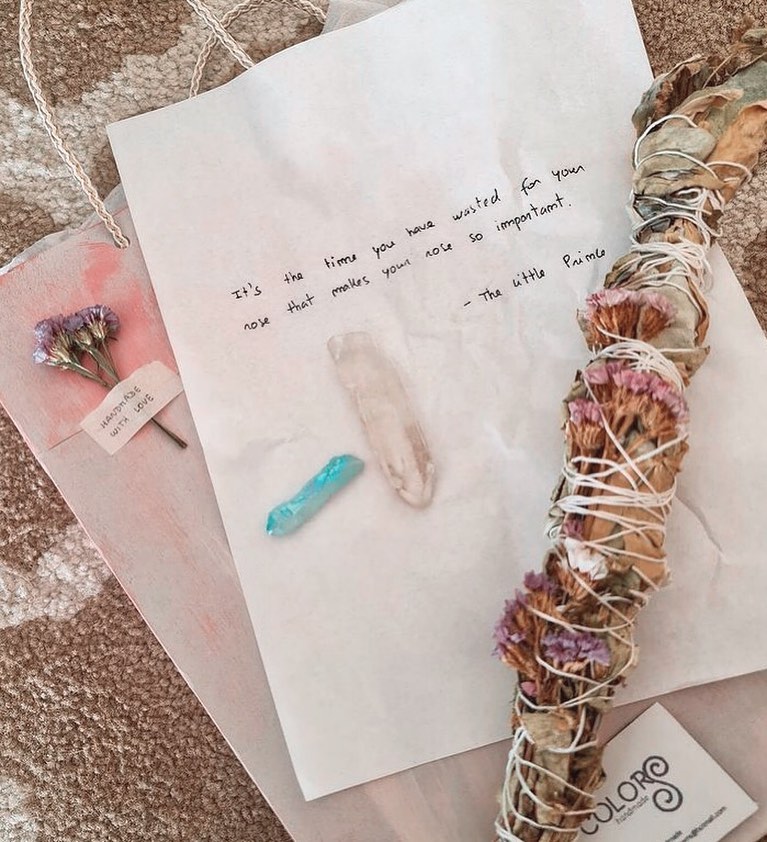 It's the time you have wasted for your
rose that makes your rose so important.
- The Little Prince
HANDMADE
WITH LOVE
COLORS
handmade